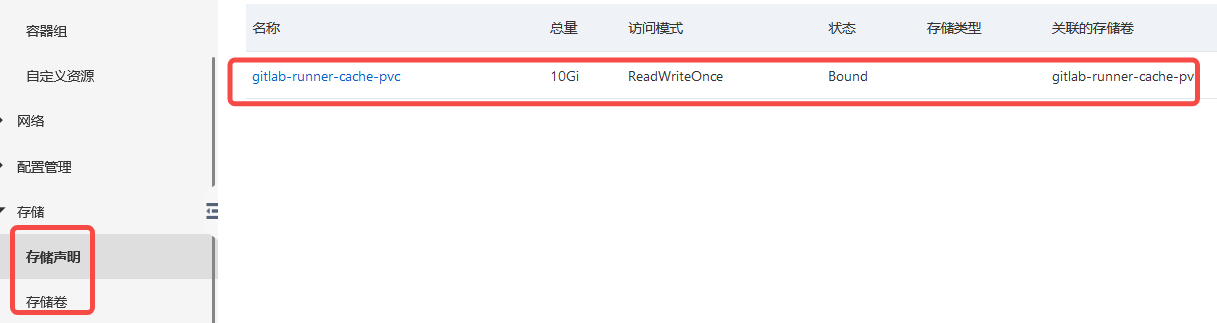 容器组
自定义资源
网络
配置管理
存储
存储声明
存储卷
名称 总量 访问模式 状态 存储类型 关联的存储卷
gitlab-runner-cache-pvc 10Gi ReadWriteOnce Bound gitlab-runner-cache-pv